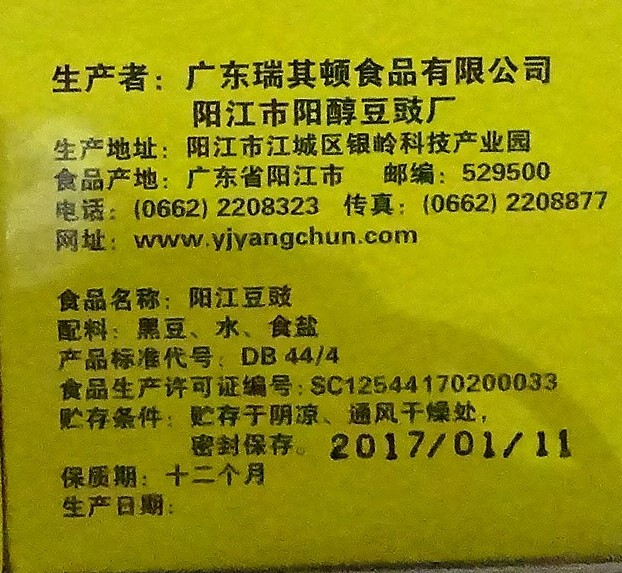 生产者：广东瑞其顿食品有限公司
阳江市阳醇豆豉厂
生产地址：阳江市江城区银岭科技产业园
食品产地：广东省阳江市 邮编：529500
电话：(0662) 2208323 传真：(0662) 2208877
网址：www.yjyangchun.com
食品名称：阳江豆豉
配料：黑豆、水、食盐
产品标准代号：DB 44/4
食品生产许可证编号：SC12544170200033
贮存条件：贮存于阴凉、通风干燥处，
密封保存。 2017/01/11
保质期：十二个月
生产日期：